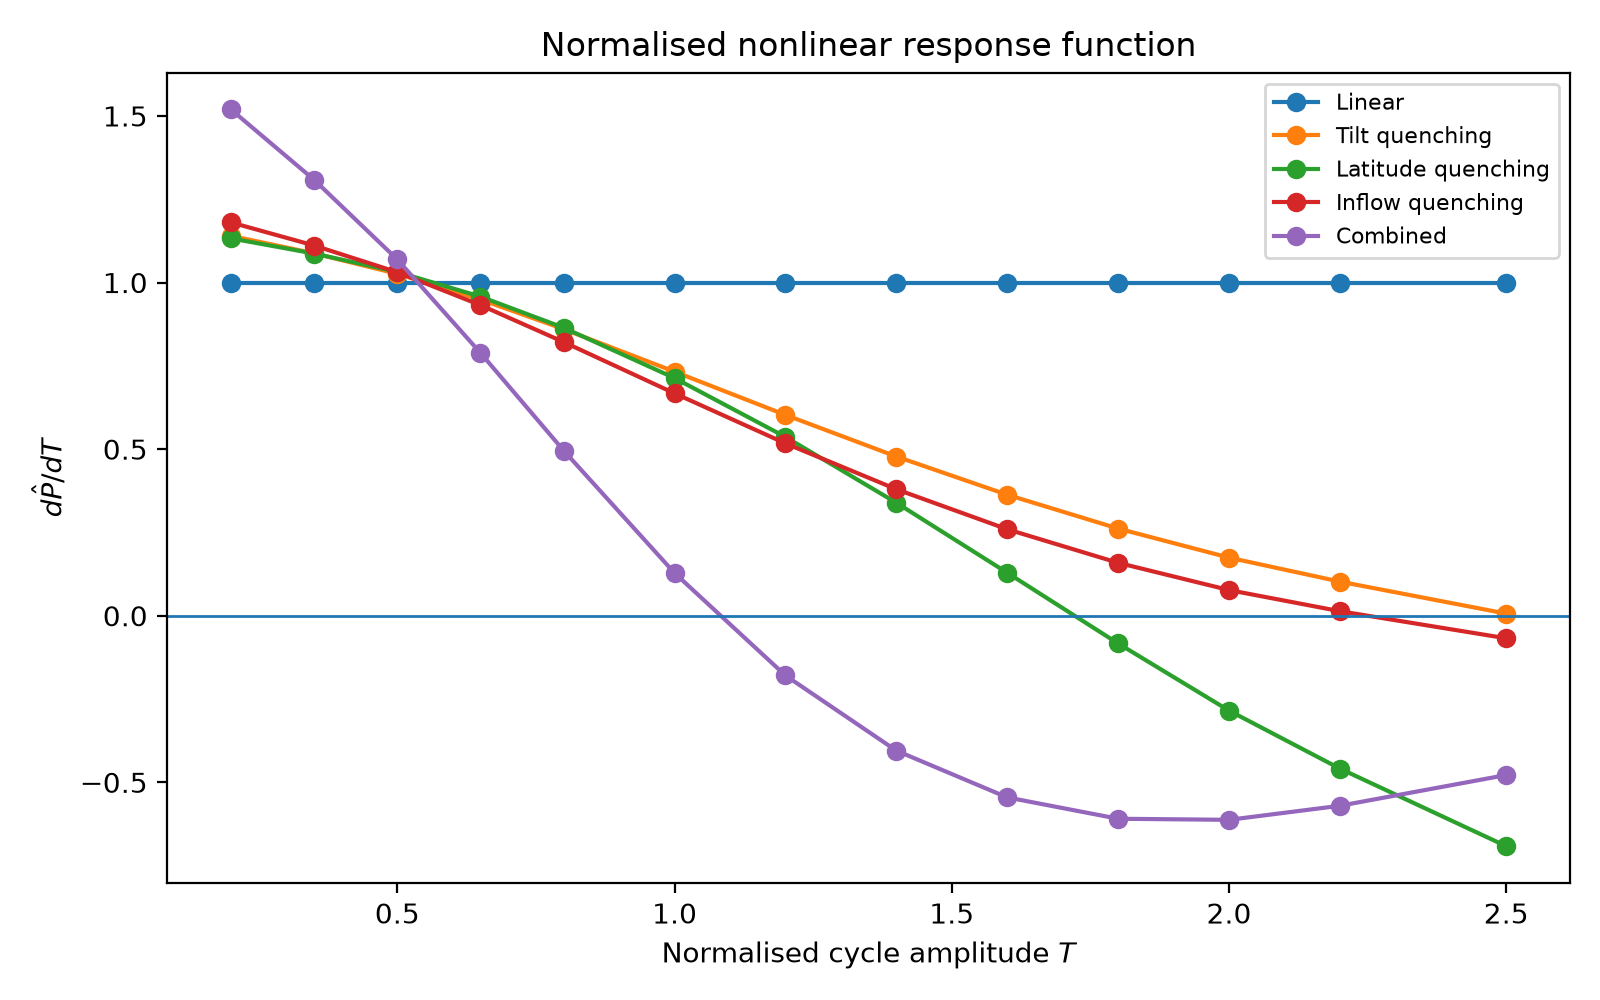 Normalised nonlinear response function
Linear
Tilt quenching
Latitude quenching
Inflow quenching
Combined
1.5
1.0
0.5
0.0
−0.5
dP̂/dT
0.5 1.0 1.5 2.0 2.5
Normalised cycle amplitude T